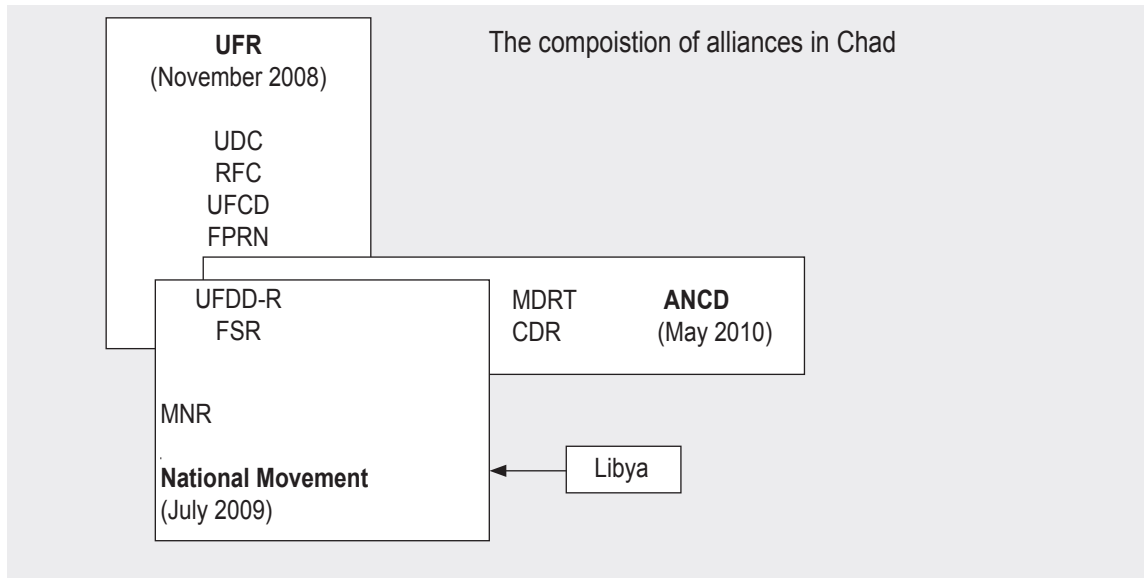 The compoistion of alliances in Chad
UFR
(November 2008)
UDC
RFC
UFCD
FPRN
UFDD-R
FSR
MDRT
CDR
ANCD
(May 2010)
MNR
National Movement
(July 2009)
Libya